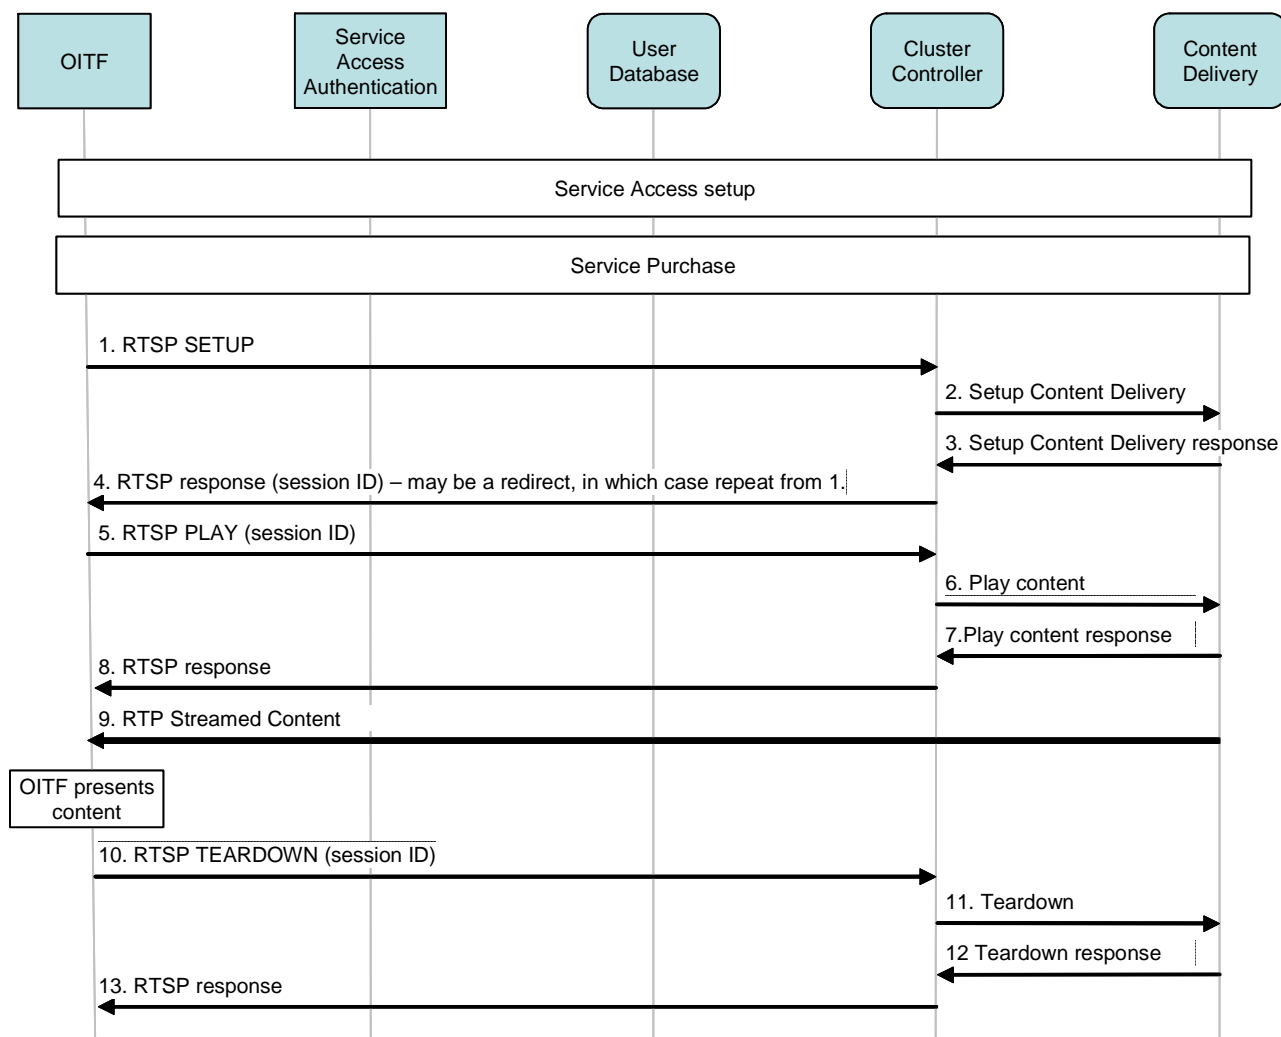 OITF
Service
Access
Authentication
User
Database
Cluster
Controller
Content
Delivery
Service Access setup
Service Purchase
1. RTSP SETUP
2. Setup Content Delivery
3. Setup Content Delivery response
4. RTSP response (session ID) – may be a redirect, in which case repeat from 1.
5. RTSP PLAY (session ID)
6. Play content
7.Play content response
8. RTSP response
9. RTP Streamed Content
OITF presents
content
10. RTSP TEARDOWN (session ID)
11. Teardown
12 Teardown response
13. RTSP response